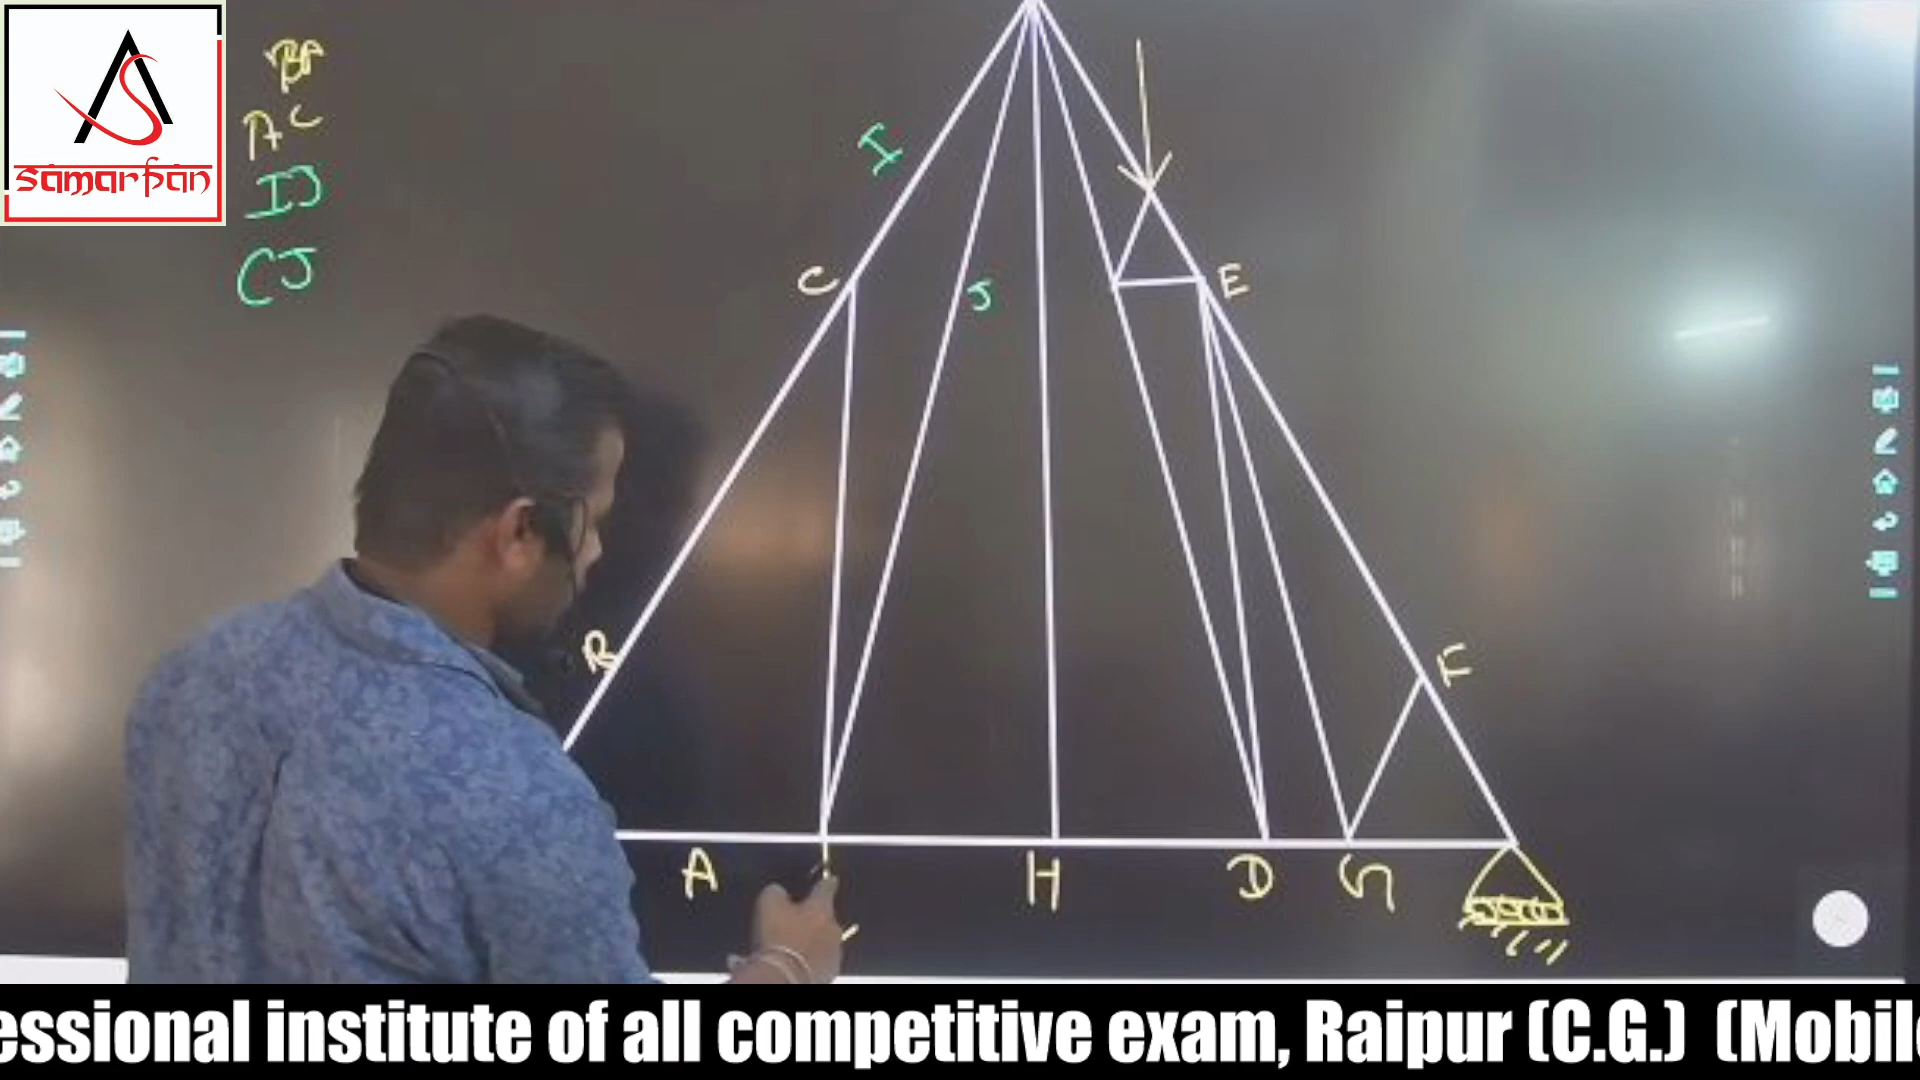 samarpan
BA
AC
IJ
CJ
I
C
J
E
B
F
A
H
D
G
essional institute of all competitive exam, Raipur (C.G.) (Mobile